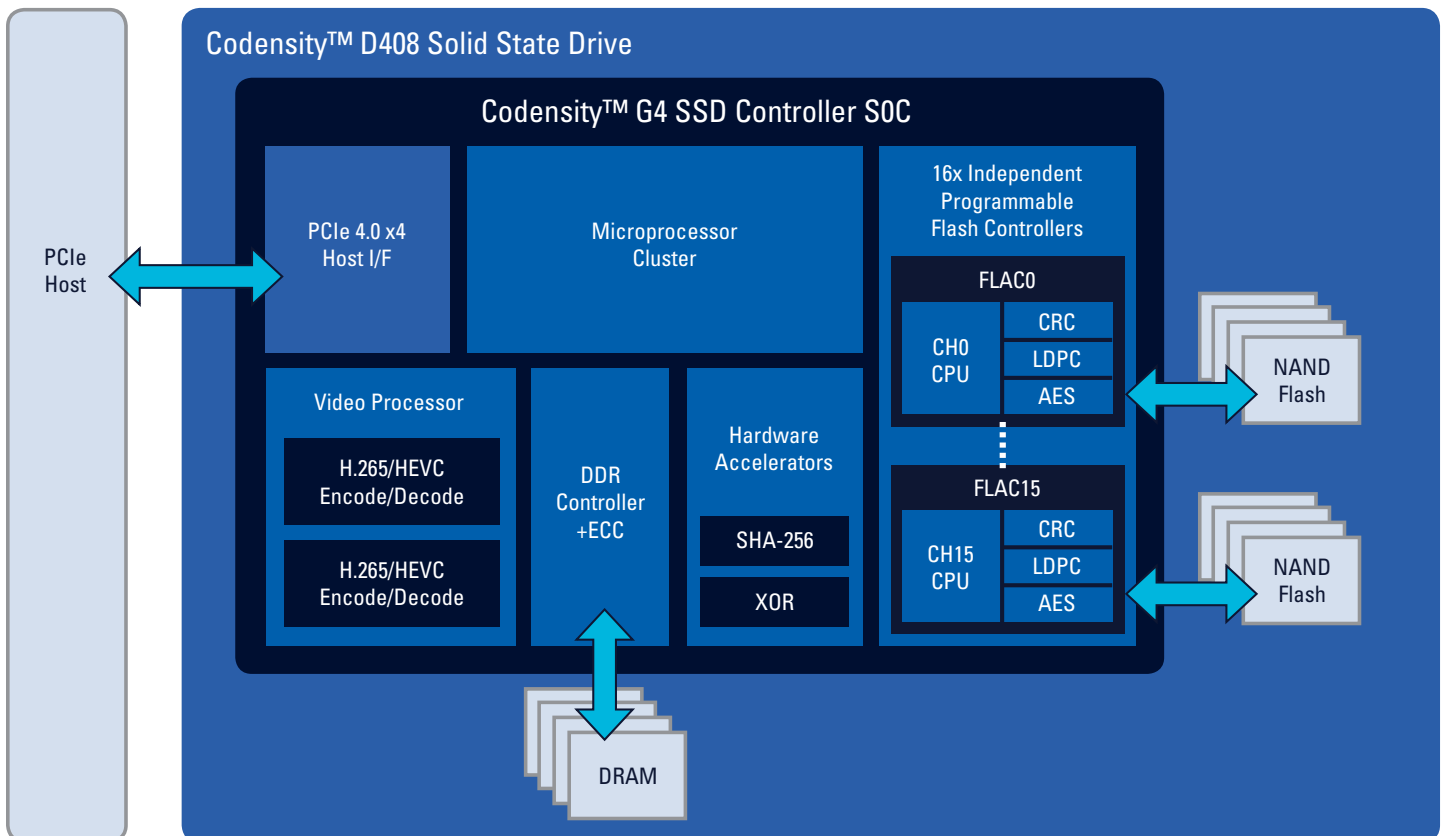 Codensity™ D408 Solid State Drive
Codensity™ G4 SSD Controller S0C
PCIe
Host
PCIe 4.0 x4
Host I/F
Microprocessor
Cluster
16x Independent
Programmable
Flash Controllers
FLAC0
CH0
CPU
CRC
LDPC
AES
NAND
Flash
Video Processor
H.265/HEVC
Encode/Decode
H.265/HEVC
Encode/Decode
DDR
Controller
+ECC
Hardware
Accelerators
SHA-256
XOR
FLAC15
CH15
CPU
CRC
LDPC
AES
NAND
Flash
DRAM